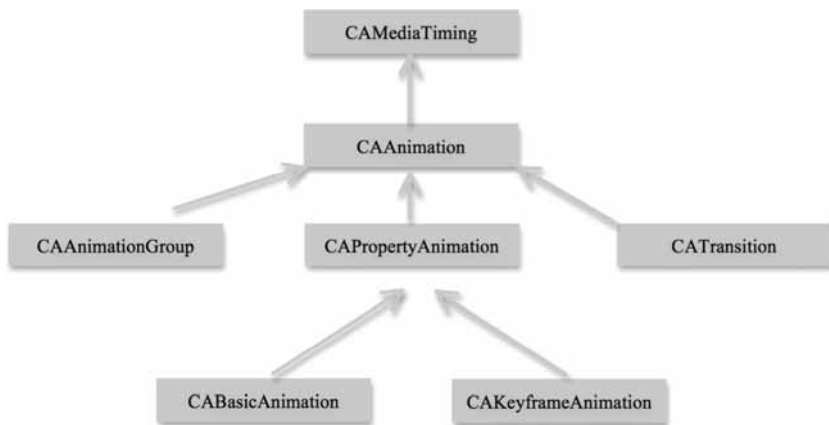 CAMediaTiming
CAAnimation
CAAnimationGroup
CAPropertyAnimation
CATransition
CABasicAnimation
CAKeyframeAnimation